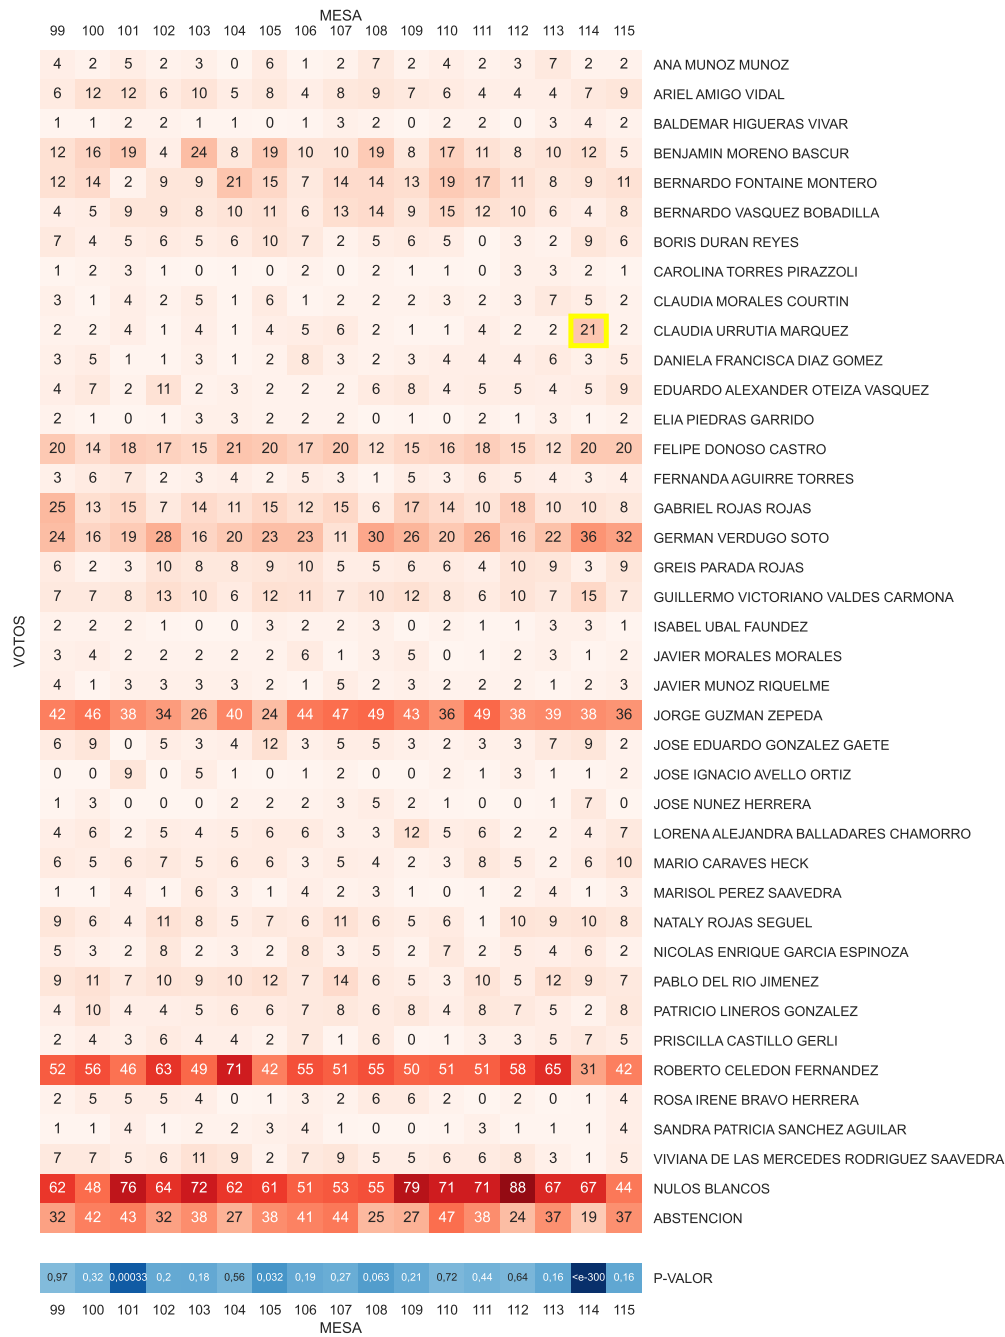 MESA
99 100 101 102 103 104 105 106 107 108 109 110 111 112 113 114 115
4 2 5 2 3 0 6 1 2 7 2 4 2 3 7 2 2 ANA MUNOZ MUNOZ
6 12 12 6 10 5 8 4 8 9 7 6 4 4 4 7 9 ARIEL AMIGO VIDAL
1 1 2 2 1 1 0 1 3 2 0 2 2 0 3 4 2 BALDEMAR HIGUERAS VIVAR
12 16 19 4 24 8 19 10 10 19 8 17 11 8 10 12 5 BENJAMIN MORENO BASCUR
12 14 2 9 9 21 15 7 14 14 13 19 17 11 8 9 11 BERNARDO FONTAINE MONTERO
4 5 9 9 8 10 11 6 13 14 9 15 12 10 6 4 8 BERNARDO VASQUEZ BOBADILLA
7 4 5 6 5 6 10 7 2 5 6 5 0 3 2 9 6 BORIS DURAN REYES
1 2 3 1 0 1 0 2 0 2 1 1 0 3 3 2 1 CAROLINA TORRES PIRAZZOLI
3 1 4 2 5 1 6 1 2 2 2 3 2 3 7 5 2 CLAUDIA MORALES COURTIN
2 2 4 1 4 1 4 5 6 2 1 1 4 2 2 21 2 CLAUDIA URRUTIA MARQUEZ
3 5 1 1 3 1 2 8 3 2 3 4 4 4 6 3 5 DANIELA FRANCISCA DIAZ GOMEZ
4 7 2 11 2 3 2 2 2 6 8 4 5 5 4 5 9 EDUARDO ALEXANDER OTEIZA VASQUEZ
2 1 0 1 3 3 2 2 2 0 1 0 2 1 3 1 2 ELIA PIEDRAS GARRIDO
20 14 18 17 15 21 20 17 20 12 15 16 18 15 12 20 20 FELIPE DONOSO CASTRO
3 6 7 2 3 4 2 5 3 1 5 3 6 5 4 3 4 FERNANDA AGUIRRE TORRES
25 13 15 7 14 11 15 12 15 6 17 14 10 18 10 10 8 GABRIEL ROJAS ROJAS
24 16 19 28 16 20 23 23 11 30 26 20 26 16 22 36 32 GERMAN VERDUGO SOTO
6 2 3 10 8 8 9 10 5 5 6 6 4 10 9 3 9 GREIS PARADA ROJAS
7 7 8 13 10 6 12 11 7 10 12 8 6 10 7 15 7 GUILLERMO VICTORIANO VALDES CARMONA
2 2 2 1 0 0 3 2 2 3 0 2 1 1 3 3 1 ISABEL UBAL FAUNDEZ
3 4 2 2 2 2 2 6 1 3 5 0 1 2 3 1 2 JAVIER MORALES MORALES
4 1 3 3 3 3 2 1 5 2 3 2 2 2 1 2 3 JAVIER MUNOZ RIQUELME
42 46 38 34 26 40 24 44 47 49 43 36 49 38 39 38 36 JORGE GUZMAN ZEPEDA
6 9 0 5 3 4 12 3 5 5 3 2 3 3 7 9 2 JOSE EDUARDO GONZALEZ GAETE
0 0 9 0 5 1 0 1 2 0 0 2 1 3 1 1 2 JOSE IGNACIO AVELLO ORTIZ
1 3 0 0 0 2 2 2 3 5 2 1 0 0 1 7 0 JOSE NUNEZ HERRERA
4 6 2 5 4 5 6 6 3 3 12 5 6 2 2 4 7 LORENA ALEJANDRA BALLADARES CHAMORRO
6 5 6 7 5 6 6 3 5 4 2 3 8 5 2 6 10 MARIO CARAVES HECK
1 1 4 1 6 3 1 4 2 3 1 0 1 2 4 1 3 MARISOL PEREZ SAAVEDRA
9 6 4 11 8 5 7 6 11 6 5 6 1 10 9 10 8 NATALY ROJAS SEGUEL
5 3 2 8 2 3 2 8 3 5 2 7 2 5 4 6 2 NICOLAS ENRIQUE GARCIA ESPINOZA
9 11 7 10 9 10 12 7 14 6 5 3 10 5 12 9 7 PABLO DEL RIO JIMENEZ
4 10 4 4 5 6 6 7 8 6 8 4 8 7 5 2 8 PATRICIO LINEROS GONZALEZ
2 4 3 6 4 4 2 7 1 6 0 1 3 3 5 7 5 PRISCILLA CASTILLO GERLI
52 56 46 63 49 71 42 55 51 55 50 51 51 58 65 31 42 ROBERTO CELEDON FERNANDEZ
2 5 5 5 4 0 1 3 2 6 6 2 0 2 0 1 4 ROSA IRENE BRAVO HERRERA
1 1 4 1 2 2 3 4 1 0 0 1 3 1 1 1 4 SANDRA PATRICIA SANCHEZ AGUILAR
7 7 5 6 11 9 2 7 9 5 5 6 6 8 3 1 5 VIVIANA DE LAS MERCEDES RODRIGUEZ SAAVEDRA
62 48 76 64 72 62 61 51 53 55 79 71 71 88 67 67 44 NULOS BLANCOS
32 42 43 32 38 27 38 41 44 25 27 47 38 24 37 19 37 ABSTENCION
VOTOS
0,97 0,32 0,00033 0,2 0,18 0,56 0,032 0,19 0,27 0,063 0,21 0,72 0,44 0,64 0,16 <e-300 0,16 P-VALOR
99 100 101 102 103 104 105 106 107 108 109 110 111 112 113 114 115
MESA